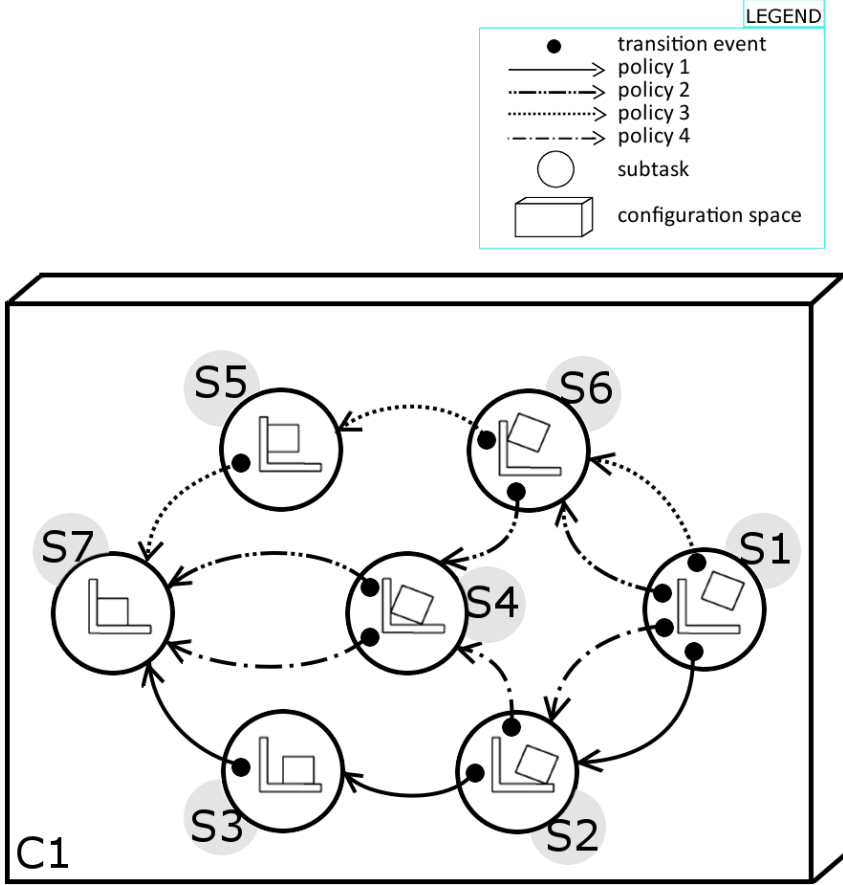 LEGEND
transition event
policy 1
policy 2
policy 3
policy 4
subtask
configuration space
S5
S6
S7
S1
S4
S3
S2
C1